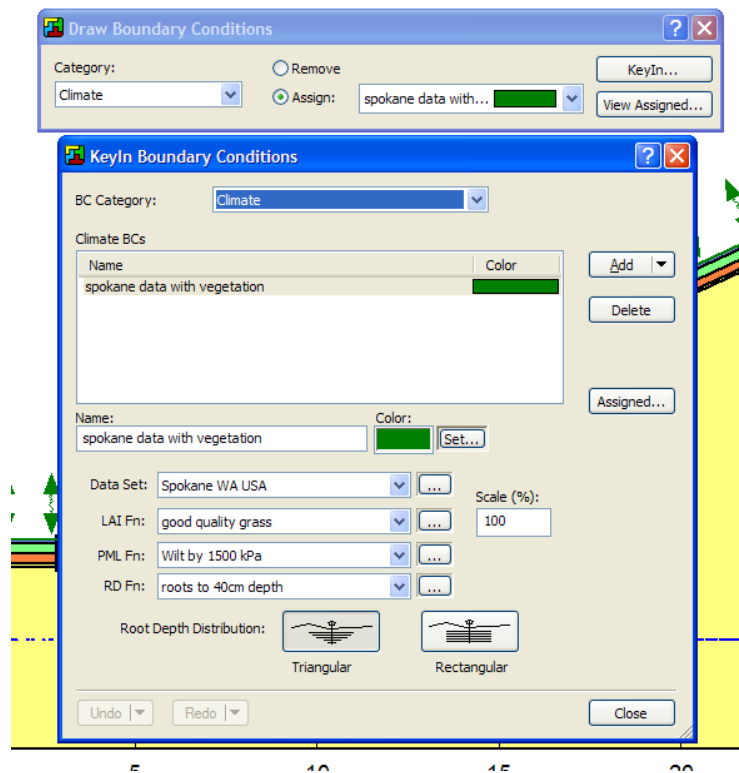 Draw Boundary Conditions
Category:
Remove
KeyIn...
Climate
Assign:
spokane data with...
View Assigned...
KeyIn Boundary Conditions
BC Category:
Climate
Climate BCs
Name Color
Add
spokane data with vegetation
Delete
Assigned...
Name:
Color:
spokane data with vegetation
Set...
Data Set: Spokane WA USA ...
Scale (%):
LAI Fn: good quality grass ...
100
PML Fn: Wilt by 1500 kPa ...
RD Fn: roots to 40cm depth ...
Root Depth Distribution:
Triangular Rectangular
Undo Redo Close
5 10 15 20